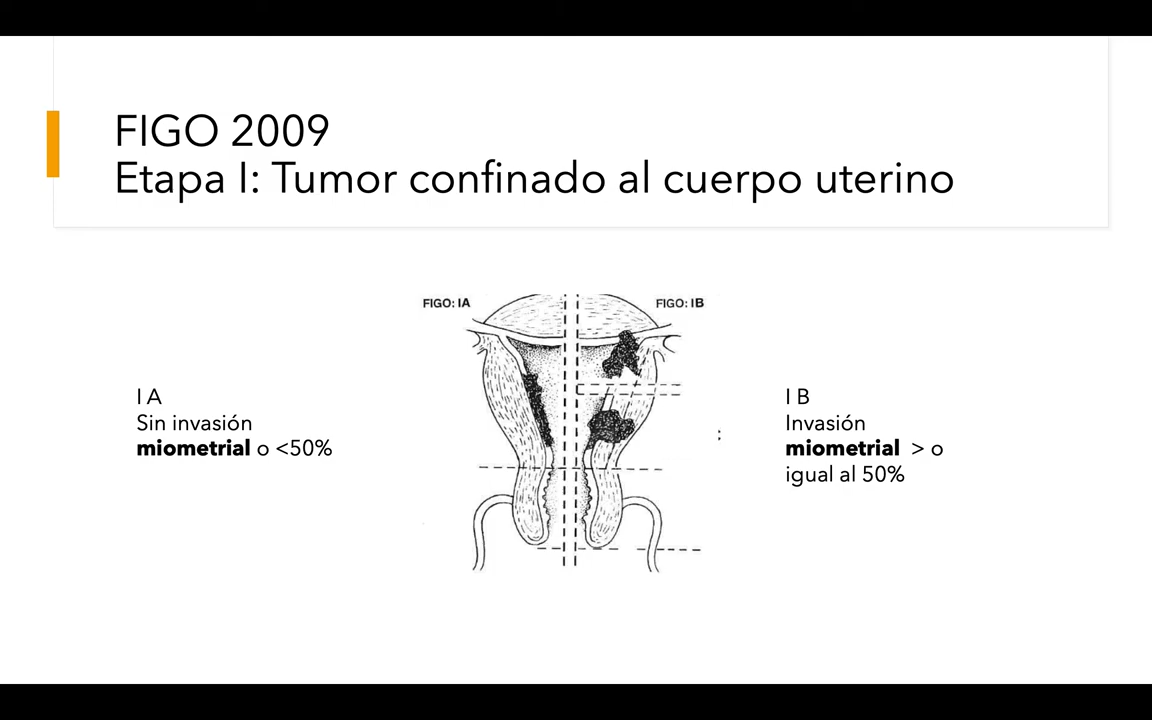 FIGO 2009
Etapa I: Tumor confinado al cuerpo uterino
FIGO: IA
FIGO: IB
I A
Sin invasión
miometrial o <50%
:
I B
Invasión
miometrial > o
igual al 50%